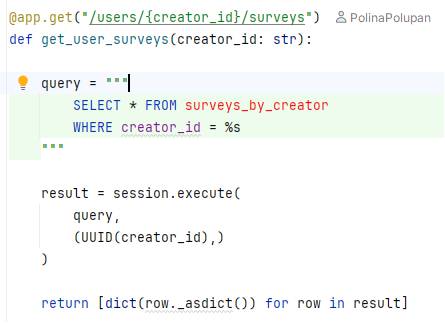 @app.get("/users/{creator_id}/surveys") PolinaPolupan
def get_user_surveys(creator_id: str):
query = """
SELECT * FROM surveys_by_creator
WHERE creator_id = %s
"""
result = session.execute(
query,
(UUID(creator_id),)
)
return [dict(row._asdict()) for row in result]